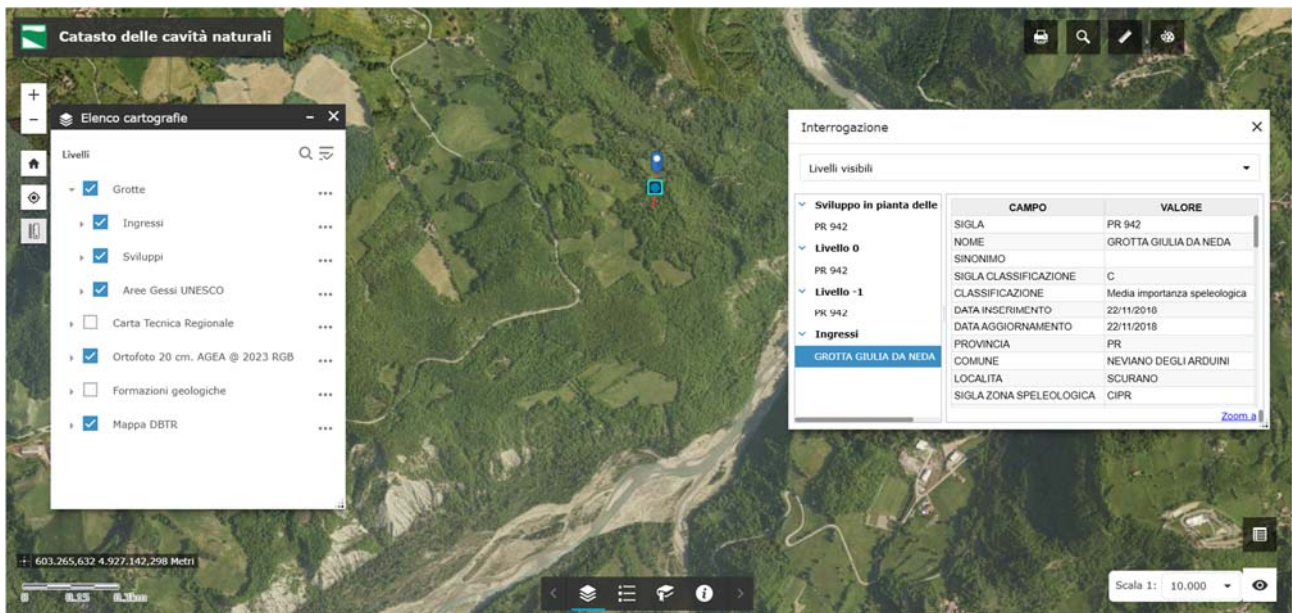 Catasto delle cavità naturali
+
−
Elenco cartografie
Livelli
Grotte
Ingressi
Sviluppi
Aree Gessi UNESCO
Carta Tecnica Regionale
Ortofoto 20 cm. AGEA @ 2023 RGB
Formazioni geologiche
Mappa DBTR
Interrogazione
Livelli visibili
Sviluppo in pianta delle
PR 942
Livello 0
PR 942
Livello -1
PR 942
Ingressi
GROTTA GIULIA DA NEDA
CAMPO VALORE
SIGLA PR 942
NOME GROTTA GIULIA DA NEDA
SINONIMO
SIGLA CLASSIFICAZIONE C
CLASSIFICAZIONE Media importanza speleologica
DATA INSERIMENTO 22/11/2018
DATA AGGIORNAMENTO 22/11/2018
PROVINCIA PR
COMUNE NEVIANO DEGLI ARDUINI
LOCALITA SCURANO
SIGLA ZONA SPELEOLOGICA CIPR
Zoom a
603.265,632 4.927.142,298 Metri
0 0.15 0.3km
Scala 1: 10.000